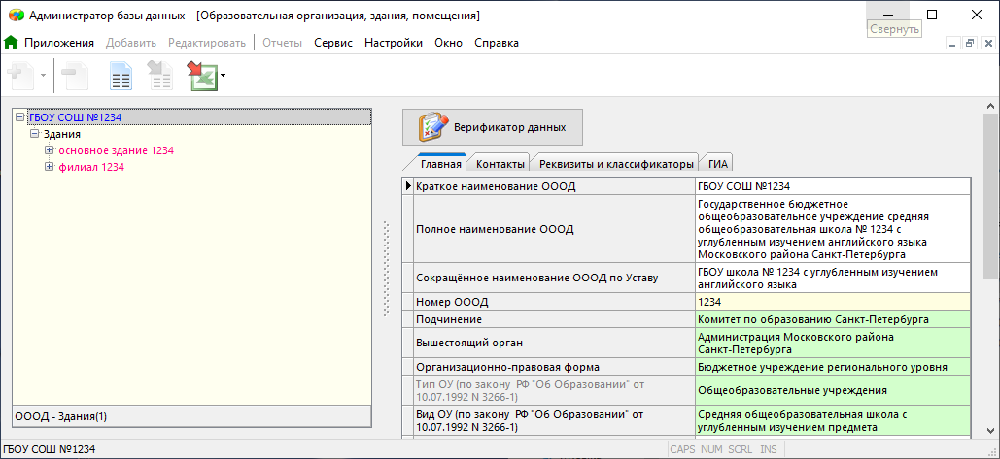 Администратор базы данных - [Образовательная организация, здания, помещения]
Свернуть
Приложения Добавить Редактировать Отчеты Сервис Настройки Окно Справка
ГБОУ СОШ №1234
Здания
основное здание 1234
филиал 1234
ОООД - Здания(1)
Верификатор данных
Главная Контакты Реквизиты и классификаторы ГИА
Краткое наименование ОООД ГБОУ СОШ №1234
Полное наименование ОООД
Государственное бюджетное
общеобразовательное учреждение средняя
общеобразовательная школа № 1234 с
углубленным изучением английского языка
Московского района Санкт-Петербурга
Сокращённое наименование ОООД по Уставу
ГБОУ школа № 1234 с углубленным изучением
английского языка
Номер ОООД 1234
Подчинение Комитет по образованию Санкт-Петербурга
Вышестоящий орган
Администрация Московского района
Санкт-Петербурга
Организационно-правовая форма Бюджетное учреждение регионального уровня
Тип ОУ (по закону РФ "Об Образовании" от
10.07.1992 N 3266-1)
Общеобразовательные учреждения
Вид ОУ (по закону РФ "Об Образовании" от
10.07.1992 N 3266-1)
Средняя общеобразовательная школа с
углубленным изучением предмета
ГБОУ СОШ №1234 CAPS NUM SCRL INS